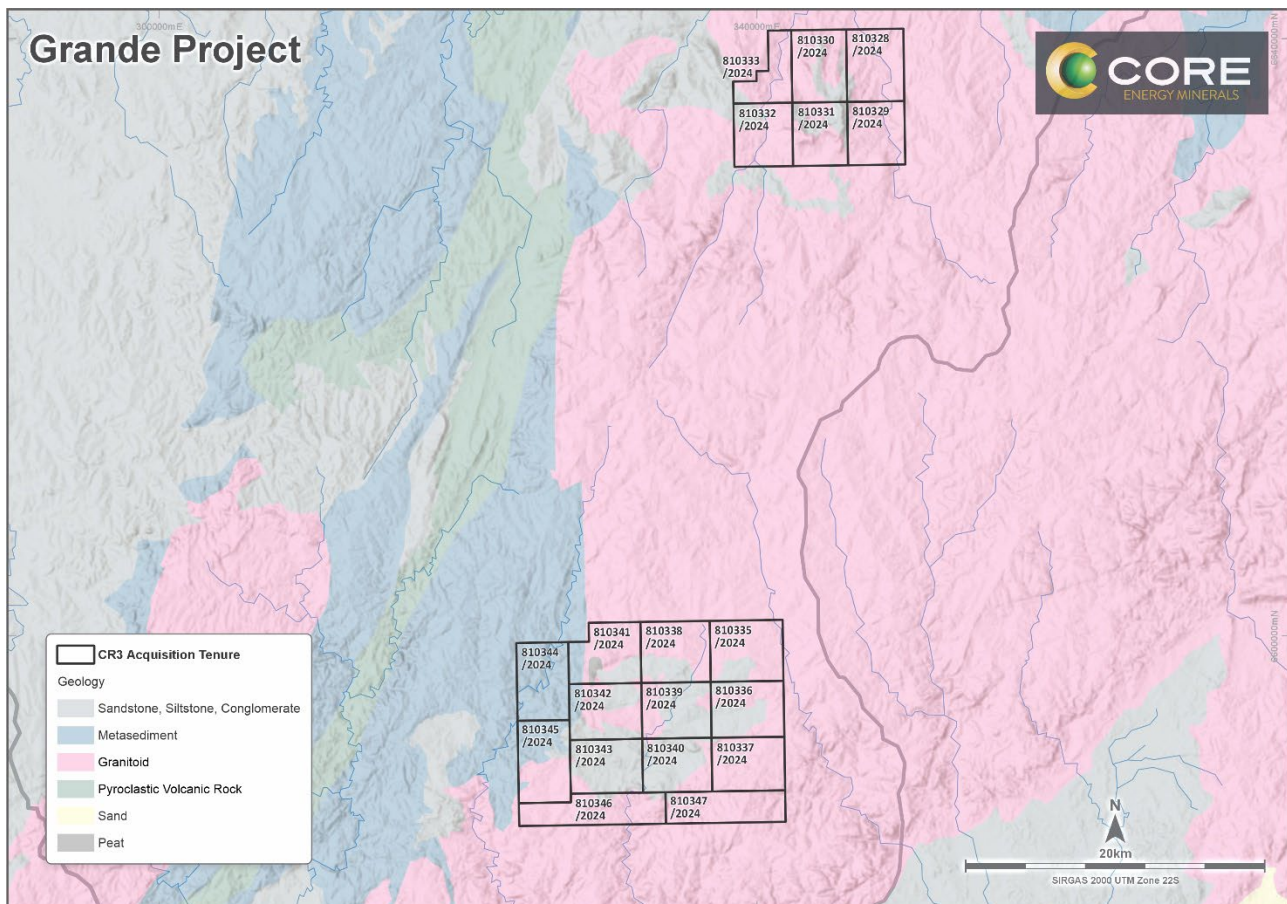 300000mE
340000mE
Grande Project
6940000mN
CORE
ENERGY MINERALS
810333
/2024
810330
/2024
810328
/2024
810332
/2024
810331
/2024
810329
/2024
6900000mN
810344
/2024
810341
/2024
810338
/2024
810335
/2024
810342
/2024
810339
/2024
810336
/2024
810345
/2024
810343
/2024
810340
/2024
810337
/2024
810346
/2024
810347
/2024
CR3 Acquisition Tenure
Geology
Sandstone, Siltstone, Conglomerate
Metasediment
Granitoid
Pyroclastic Volcanic Rock
Sand
Peat
N
20km
SIRGAS 2000 UTM Zone 22S